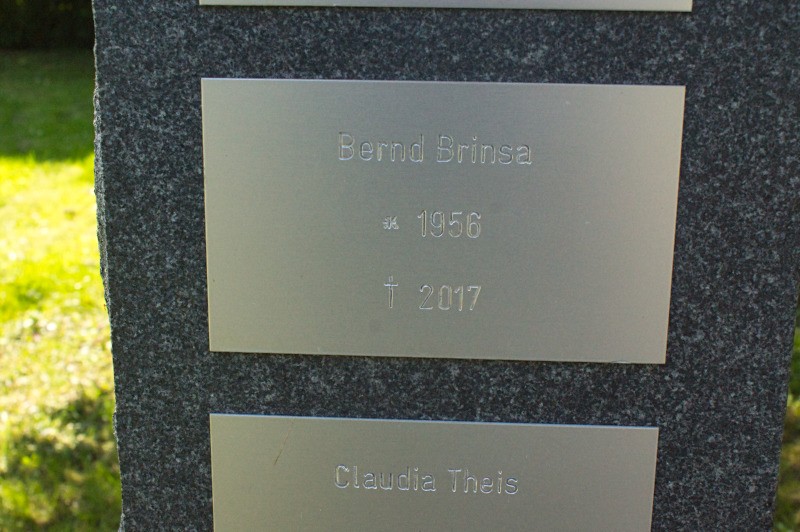 Bernd Brinsa
* 1956
† 2017
Claudia Theis